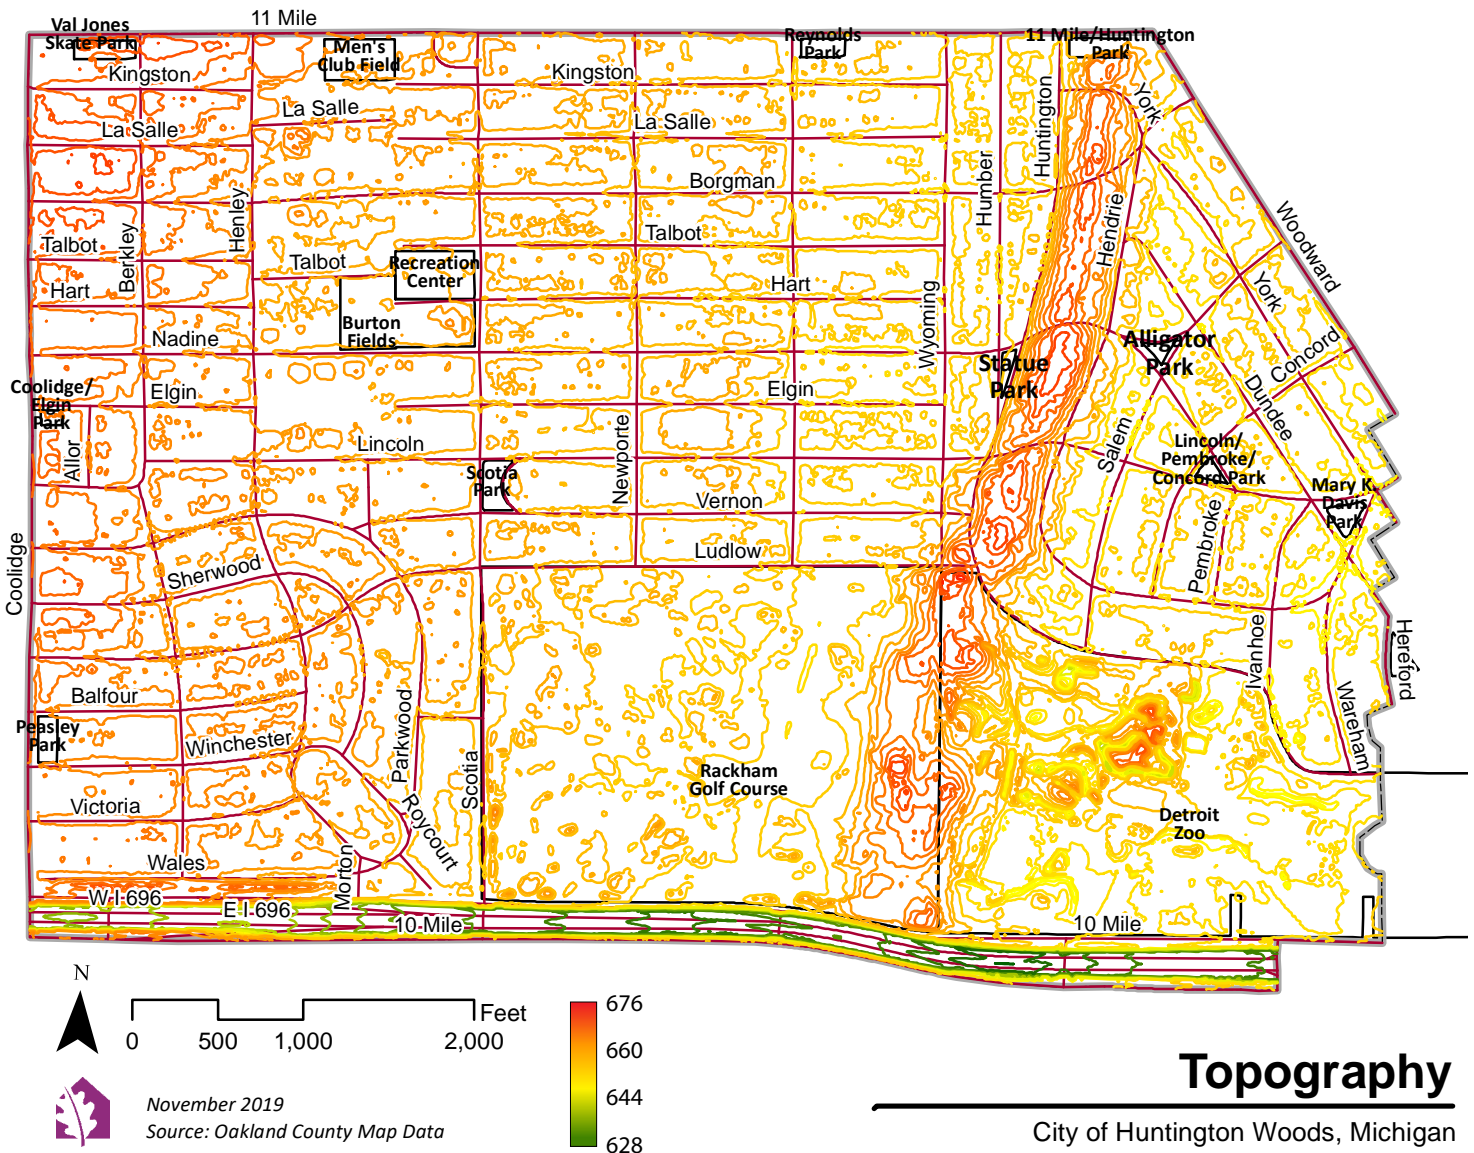 11 Mile
Val Jones
Skate Park
Men's
Club Field
Reynolds
Park
11 Mile/Huntington
Park
Kingston
Kingston
La Salle
La Salle
La Salle
York
Huntington
Humber
Borgman
Henley
Berkley
Talbot
Talbot
Talbot
Hendrie
Woodward
Recreation
Center
Hart
Hart
York
Burton
Fields
Nadine
Wyoming
Alligator
Park
Statue
Park
Concord
Coolidge/
Elgin
Park
Elgin
Elgin
Dundee
Allor
Lincoln
Newporte
Salem
Lincoln/
Pembroke/
Concord Park
Scotia
Park
Vernon
Mary K
Davis
Park
Ludlow
Pembroke
Coolidge
Sherwood
Ivanhoe
Hereford
Balfour
Wareham
Peasley
Park
Winchester
Parkwood
Scotia
Rackham
Golf Course
Victoria
Roycourt
Detroit
Zoo
Wales
Morton
W I-696
E I-696
10 Mile
10 Mile
N
Feet
0
500
1,000
2,000
676
660
644
628
Topography
November 2019
Source: Oakland County Map Data
City of Huntington Woods, Michigan